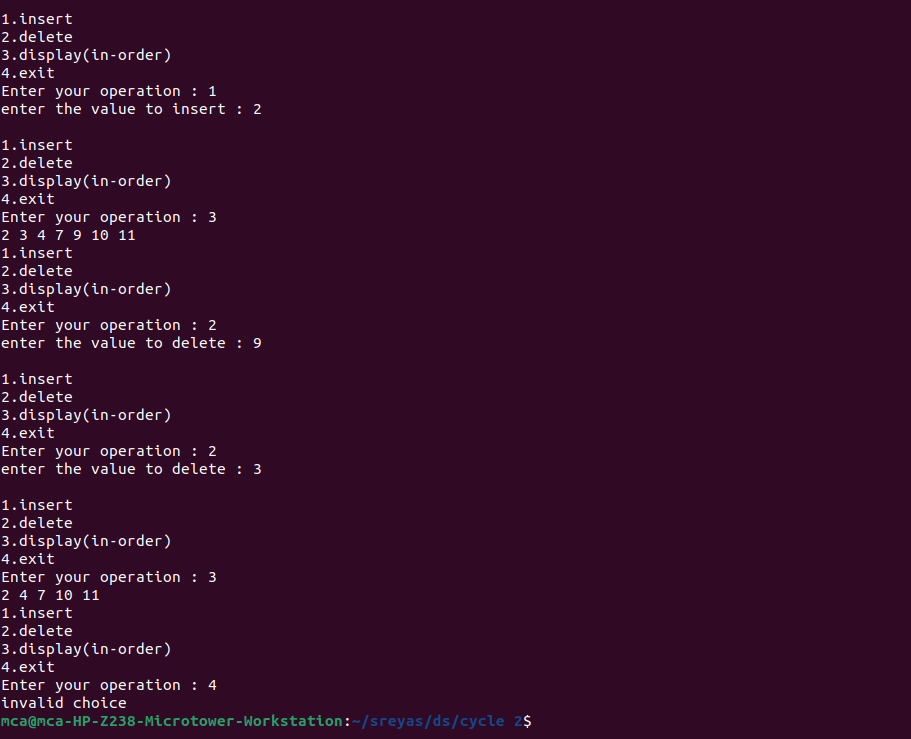 1.insert
2.delete
3.display(in-order)
4.exit
Enter your operation : 1
enter the value to insert : 2
1.insert
2.delete
3.display(in-order)
4.exit
Enter your operation : 3
2 3 4 7 9 10 11
1.insert
2.delete
3.display(in-order)
4.exit
Enter your operation : 2
enter the value to delete : 9
1.insert
2.delete
3.display(in-order)
4.exit
Enter your operation : 2
enter the value to delete : 3
1.insert
2.delete
3.display(in-order)
4.exit
Enter your operation : 3
2 4 7 10 11
1.insert
2.delete
3.display(in-order)
4.exit
Enter your operation : 4
invalid choice
mca@mca-HP-Z238-Microtower-Workstation:~/sreyas/ds/cycle 2$